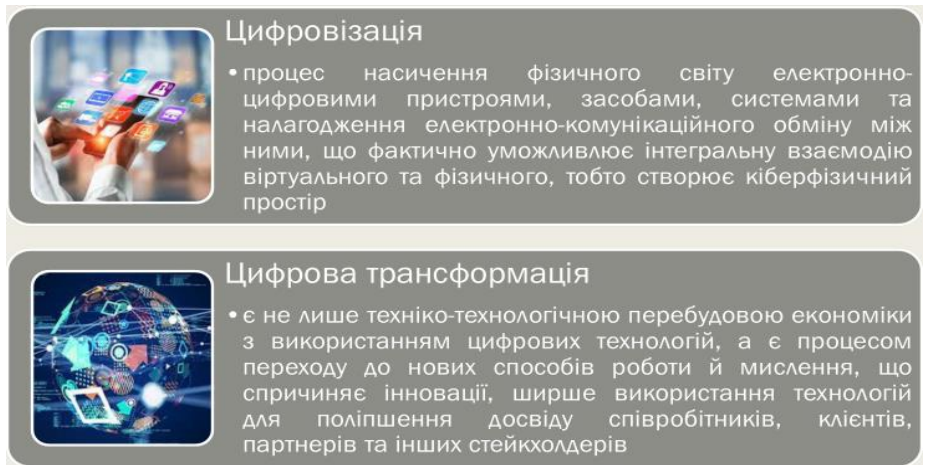 Цифровізація
• процес насичення фізичного світу електронно-
цифровими пристроями, засобами, системами та
налагодження електронно-комунікаційного обміну між
ними, що фактично уможливлює інтегральну взаємодію
віртуального та фізичного, тобто створює кіберфізичний
простір
Цифрова трансформація
• є не лише техніко-технологічною перебудовою економіки
з використанням цифрових технологій, а є процесом
переходу до нових способів роботи й мислення, що
спричиняє інновації, ширше використання технологій
для поліпшення досвіду співробітників, клієнтів,
партнерів та інших стейкхолдерів